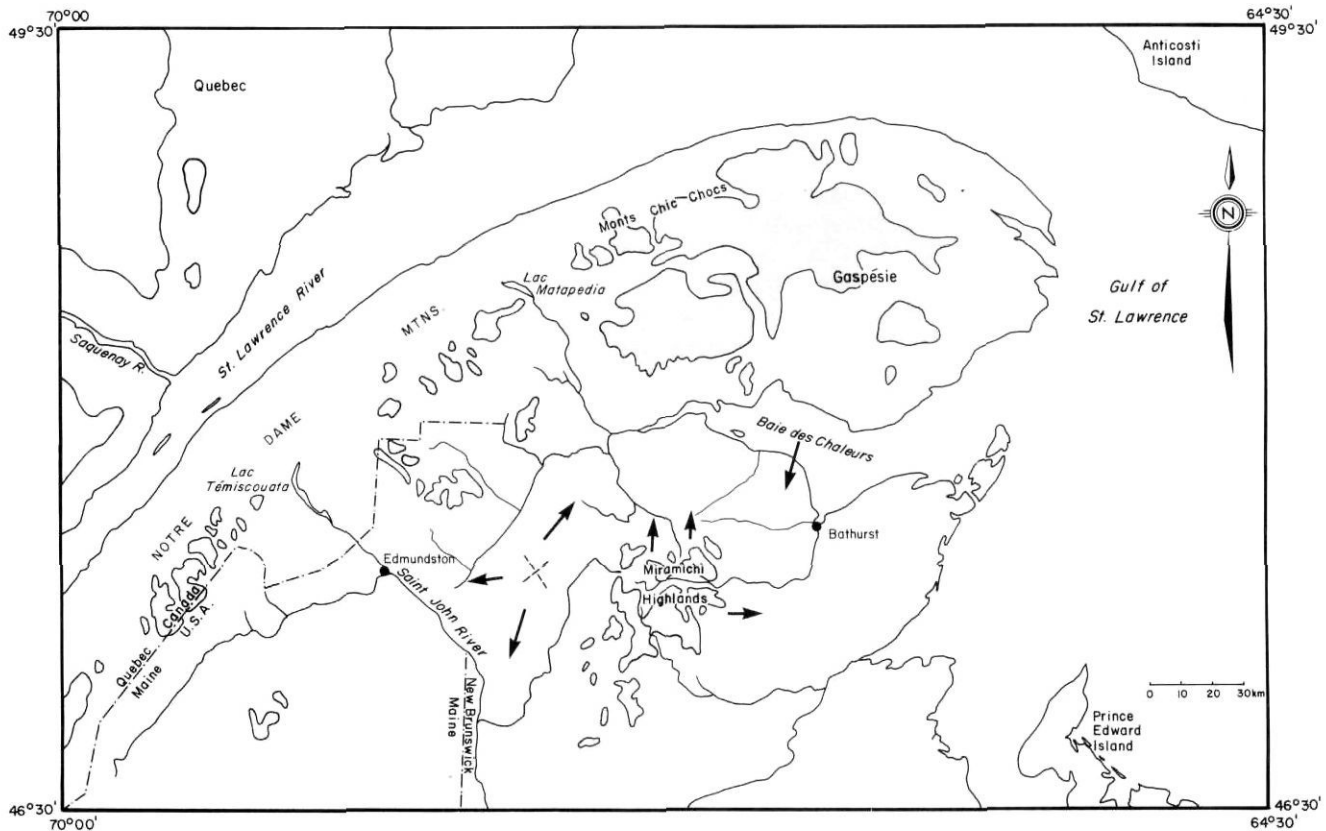 70°00'
64°30'
49°30'
49°30'
Anticosti
Island
Quebec
N
Monts Chic-Chocs
Gaspésie
Lac
Matapedia
Gulf of
St. Lawrence
MTNS.
St. Lawrence River
Saquenay R.
DAME
Baie des Chaleurs
Lac
Témiscouata
NOTRE
Bathurst
Edmundston
Miramichi
Highlands
Saint John River
Canada
U.S.A.
Quebec
Maine
New Brunswick
Maine
0 10 20 30km
Prince
Edward
Island
46°30'
46°30'
70°00'
64°30'